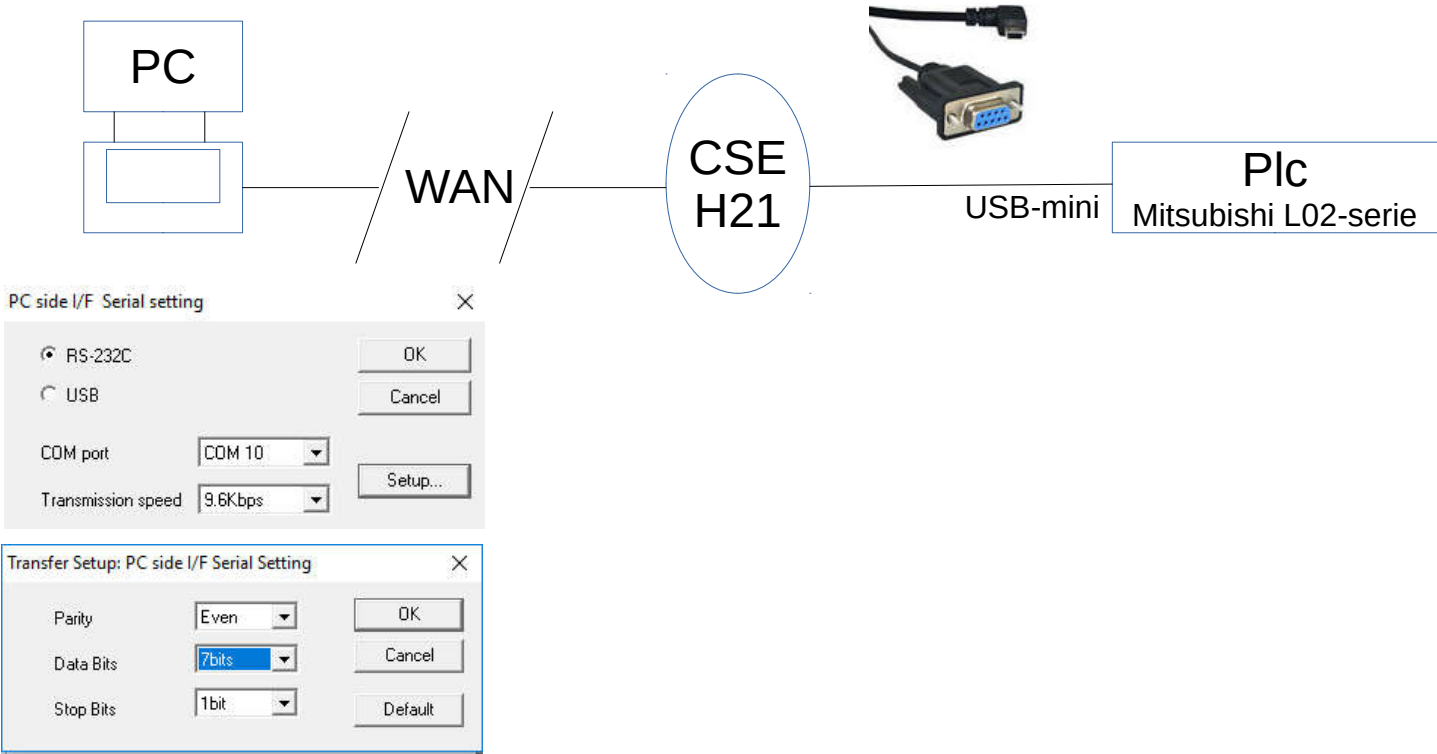 PC
WAN
CSE
H21
USB-mini
Plc
Mitsubishi L02-serie
PC side I/F Serial setting
RS-232C
OK
USB
Cancel
COM port
COM 10
Transmission speed
9.6Kbps
Setup...
Transfer Setup: PC side I/F Serial Setting
Parity
Even
OK
Data Bits
7bits
Cancel
Stop Bits
1bit
Default